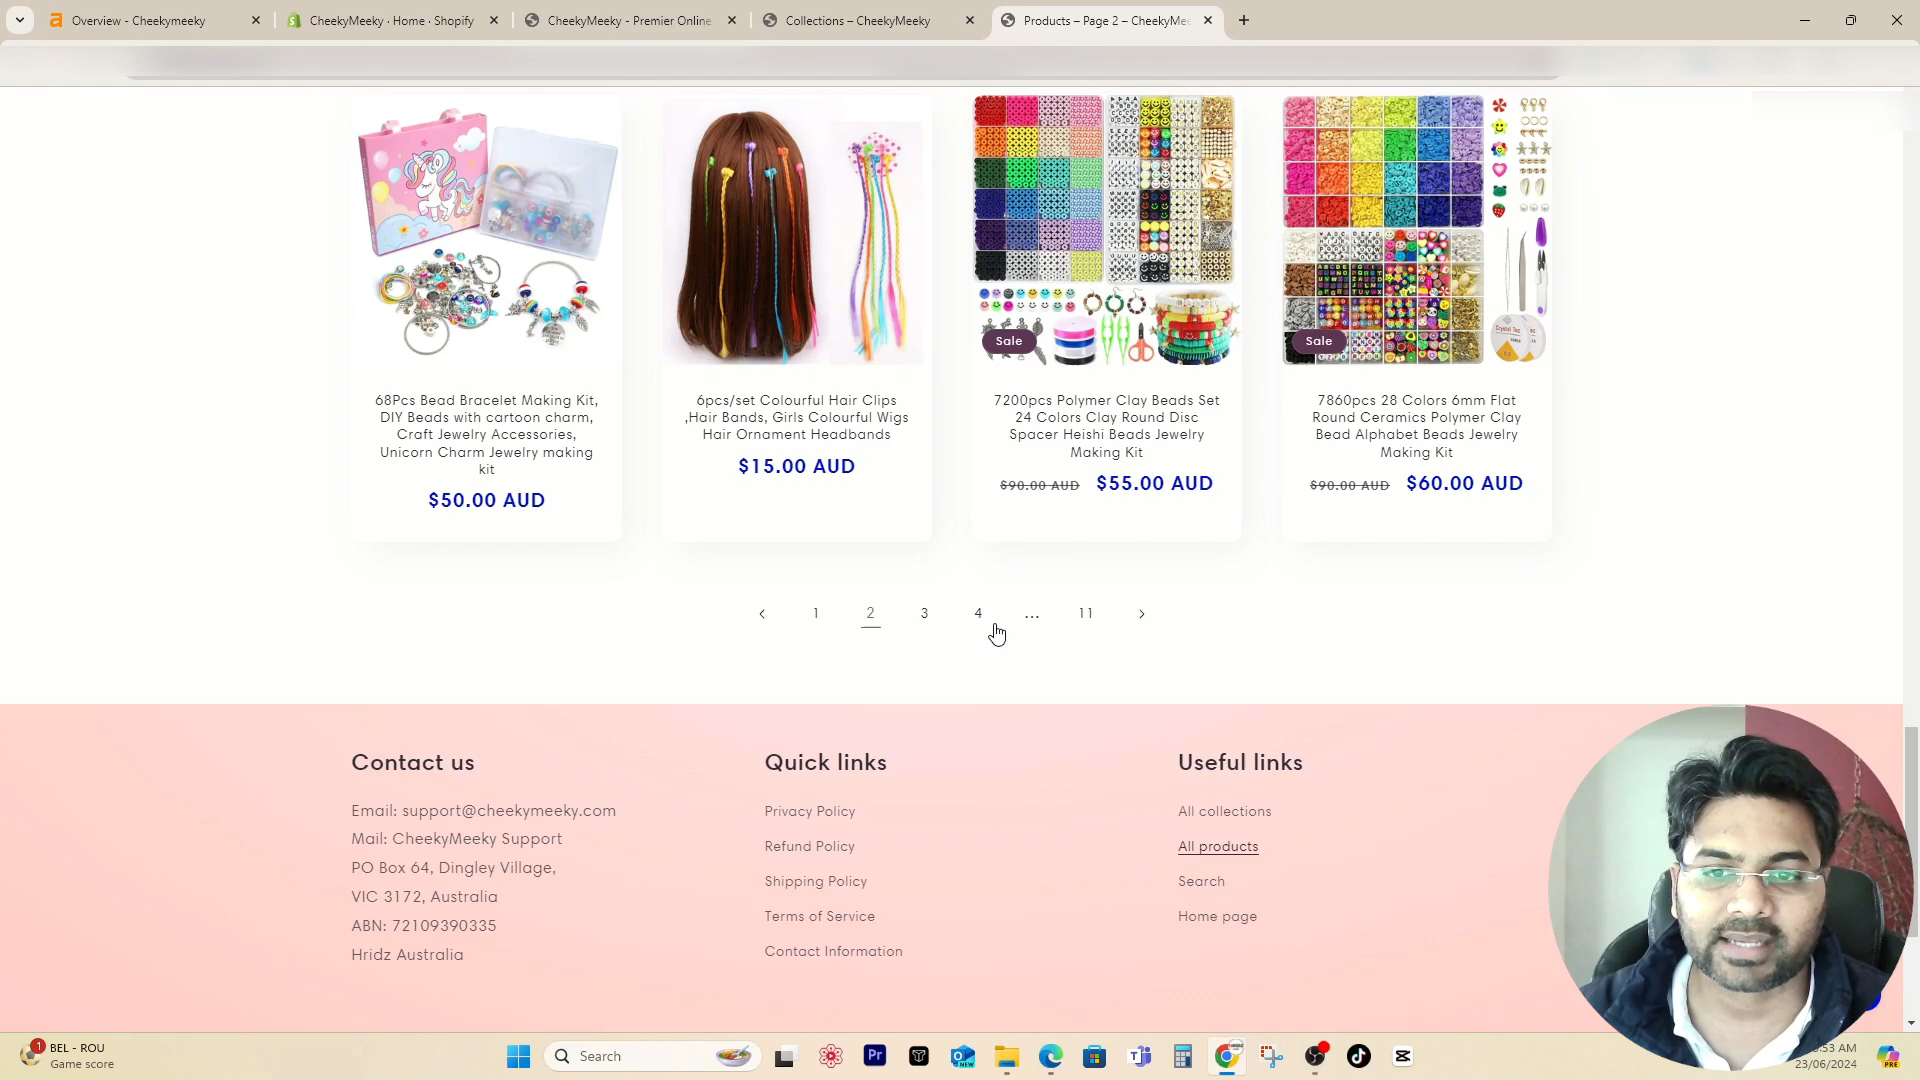 Overview - Cheekymeeky
CheekyMeeky · Home · Shopify
CheekyMeeky - Premier Online
Collections – CheekyMeeky
Products – Page 2 – CheekyMee
Sale
Sale
68Pcs Bead Bracelet Making Kit,
DIY Beads with cartoon charm,
Craft Jewelry Accessories,
Unicorn Charm Jewelry making
kit
$50.00 AUD
6pcs/set Colourful Hair Clips
,Hair Bands, Girls Colourful Wigs
Hair Ornament Headbands
$15.00 AUD
7200pcs Polymer Clay Beads Set
24 Colors Clay Round Disc
Spacer Heishi Beads Jewelry
Making Kit
$90.00 AUD $55.00 AUD
7860pcs 28 Colors 6mm Flat
Round Ceramics Polymer Clay
Bead Alphabet Beads Jewelry
Making Kit
$90.00 AUD $60.00 AUD
1 2 3 4 ... 11
Contact us
Email: support@cheekymeeky.com
Mail: CheekyMeeky Support
PO Box 64, Dingley Village,
VIC 3172, Australia
ABN: 72109390335
Hridz Australia
Quick links
Privacy Policy
Refund Policy
Shipping Policy
Terms of Service
Contact Information
Useful links
All collections
All products
Search
Home page
1
BEL - ROU
Game score
Search
Pr
NEW
:53 AM
23/06/2024
PRE